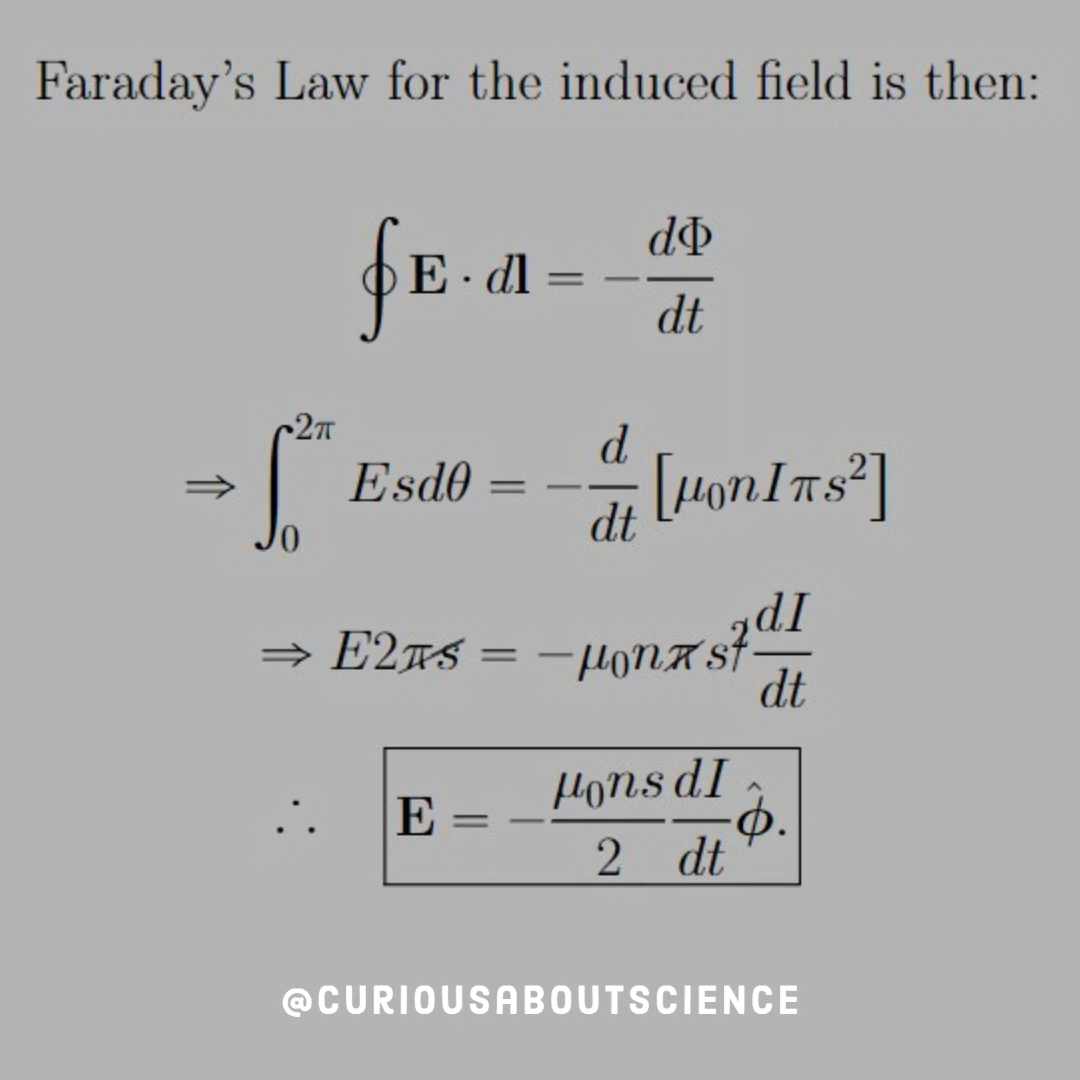 Faraday's Law for the induced field is then:
∮ E · dl = −dΦ/dt
⇒ ∫₀^{2π} Esdθ = −d/dt [μ₀nIπs²]
⇒ E2πs = −μ₀nπs² dI/dt
∴ E = −μ₀ns/2 dI/dt ϕ̂.
@CURIOUSABOUTSCIENCE